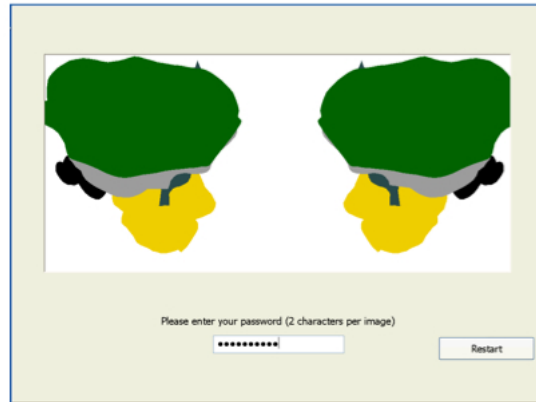 Please enter your password (2 characters per image)
••••••••••
Restart